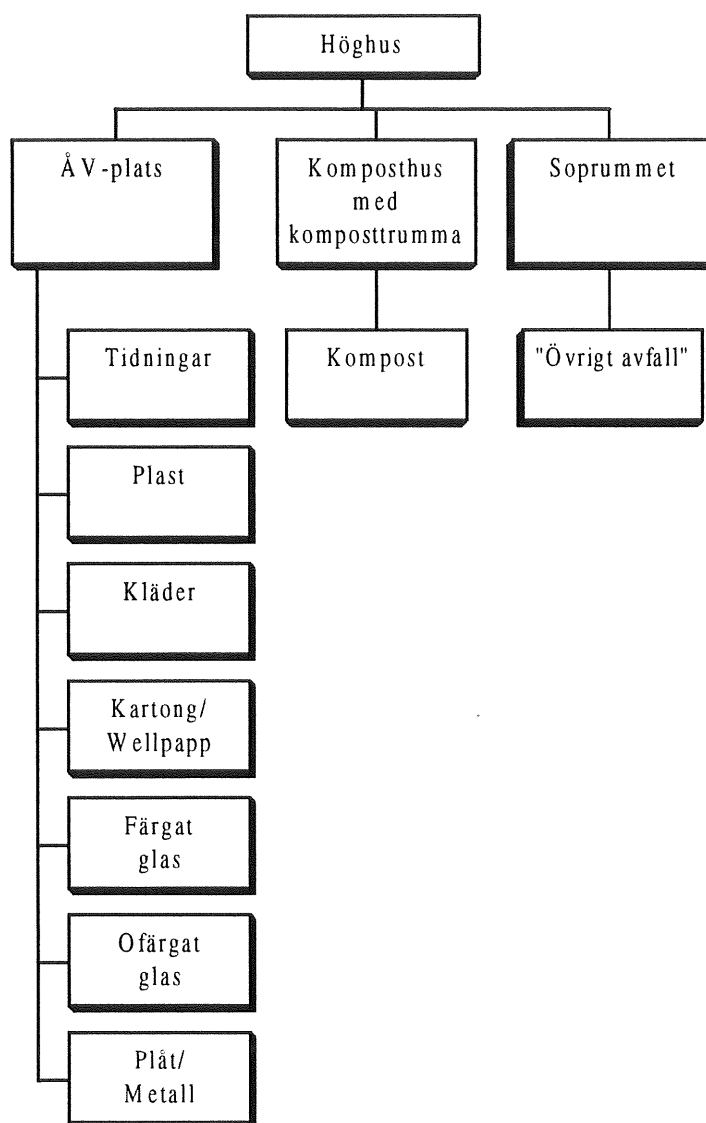 Höghus
ÅV-plats
Komposthus
med
komposttrumma
Soprummet
Tidningar
Kompost
"Övrigt avfall"
Plast
Kläder
Kartong/
Wellpapp
Färgat
glas
Ofärgat
glas
Plåt/
Metall